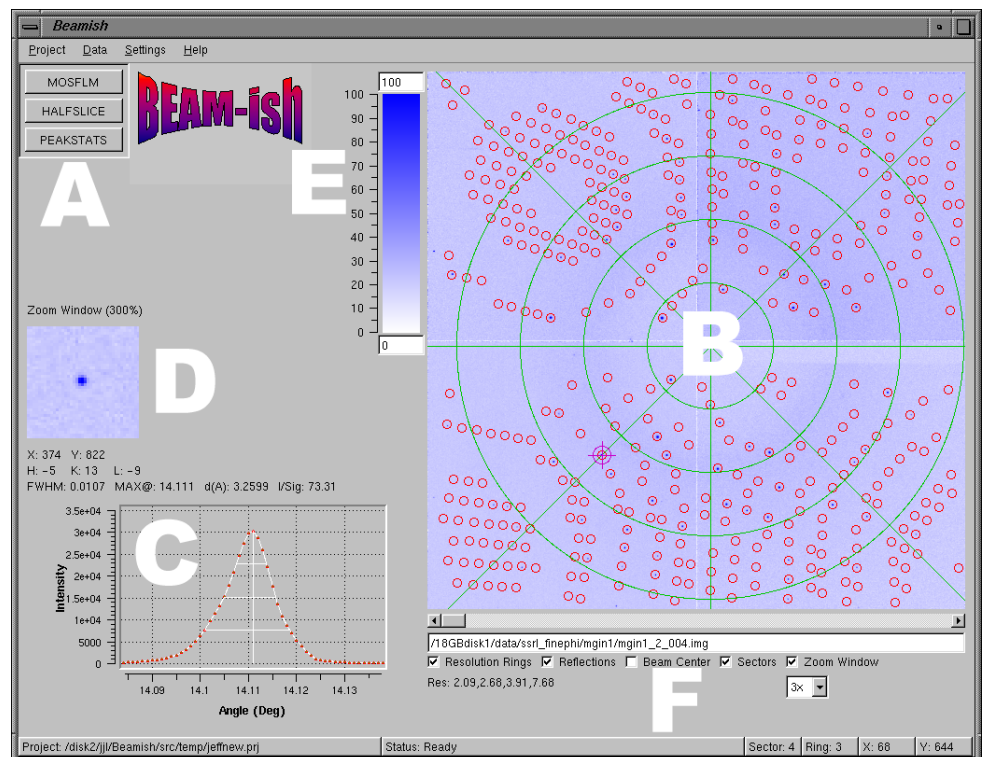 Beamish
Project Data Settings Help
MOSFLM
HALFSLICE
PEAKSTATS
BEAM-ish
A
E
100
100
90
80
70
60
50
40
30
20
10
0
0
B
Zoom Window (300%)
D
X: 374 Y: 822
H: −5 K: 13 L: −9
FWHM: 0.0107 MAX@: 14.111 d(A): 3.2599 I/Sig: 73.31
C
Intensity
3.5e+04
3e+04
2.5e+04
2e+04
1.5e+04
1e+04
5000
0
14.09 14.1 14.11 14.12 14.13
Angle (Deg)
/18GBdisk1/data/ssrl_finephi/mgin1/mgin1_2_004.img
Resolution Rings Reflections Beam Center Sectors Zoom Window
Res: 2.09,2.68,3.91,7.68
3x
F
Project: /disk2/jjl/Beamish/src/temp/jeffnew.prj Status: Ready Sector: 4 Ring: 3 X: 68 Y: 644